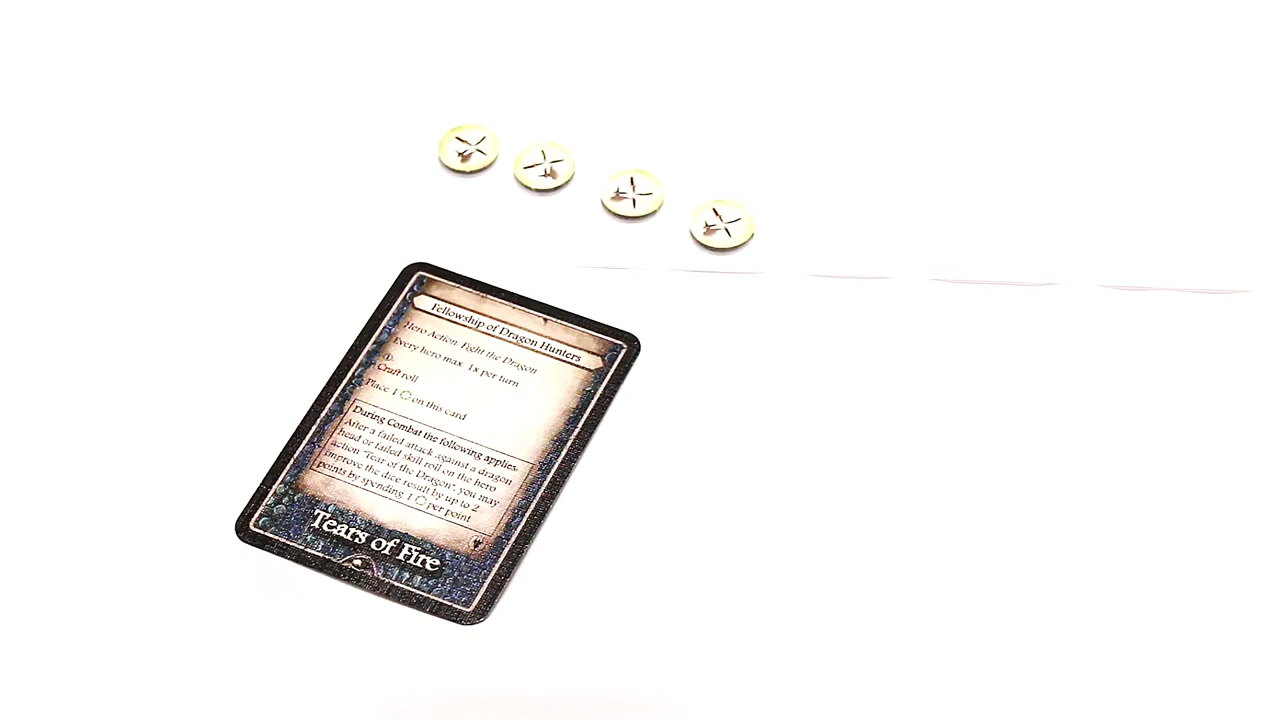 Fellowship of Dragon Hunters
Hero Action: Fight the Dragon
Every hero max. 1x per turn
①:
Craft roll
Place 1 on this card
During Combat the following applies:
After a failed attack against a dragon
head or failed skill roll on the hero
action "Tear of the Dragon", you may
improve the dice result by up to 2
points by spending 1 per point
Tears of Fire